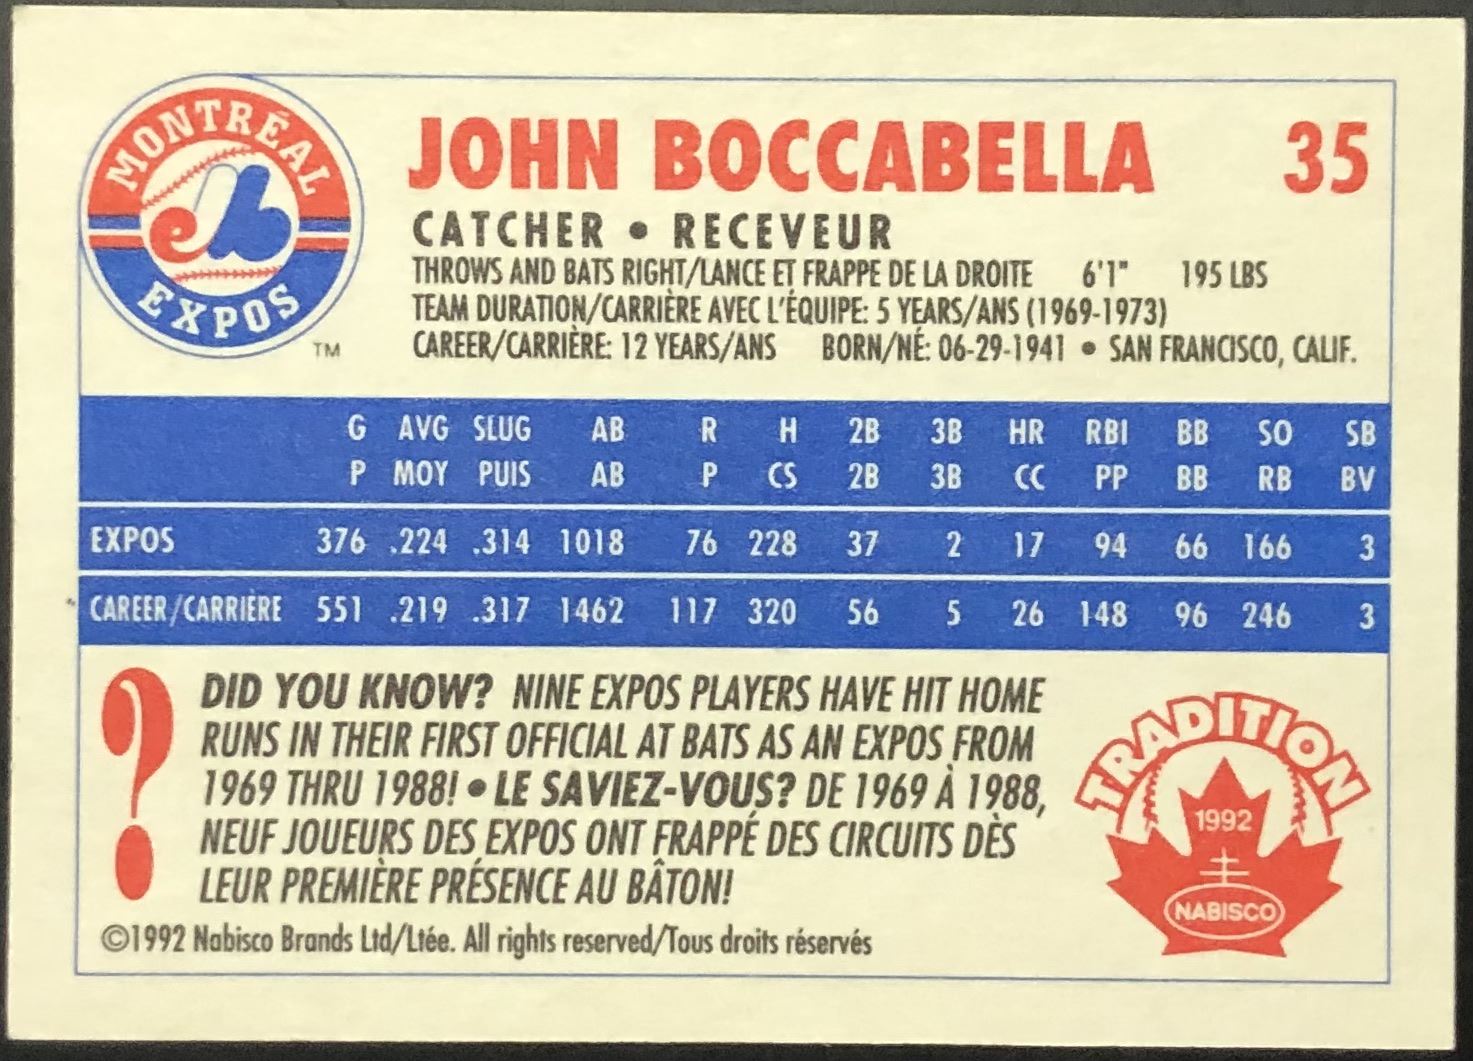 MONTRÉAL
eb
EXPOS
TM
JOHN BOCCABELLA 35
CATCHER • RECEVEUR
THROWS AND BATS RIGHT/LANCE ET FRAPPE DE LA DROITE 6'1" 195 LBS
TEAM DURATION/CARRIÈRE AVEC L'ÉQUIPE: 5 YEARS/ANS (1969-1973)
CAREER/CARRIÈRE: 12 YEARS/ANS BORN/NÉ: 06-29-1941 • SAN FRANCISCO, CALIF.
G AVG SLUG AB R H 2B 3B HR RBI BB SO SB
P MOY PUIS AB P CS 2B 3B CC PP BB RB BV
EXPOS 376 .224 .314 1018 76 228 37 2 17 94 66 166 3
CAREER/CARRIÈRE 551 .219 .317 1462 117 320 56 5 26 148 96 246 3
? DID YOU KNOW? NINE EXPOS PLAYERS HAVE HIT HOME
RUNS IN THEIR FIRST OFFICIAL AT BATS AS AN EXPOS FROM
1969 THRU 1988! • LE SAVIEZ-VOUS? DE 1969 À 1988,
NEUF JOUEURS DES EXPOS ONT FRAPPÉ DES CIRCUITS DÈS
LEUR PREMIÈRE PRÉSENCE AU BÂTON!
©1992 Nabisco Brands Ltd/Ltée. All rights reserved/Tous droits réservés
TRADITION
1992
NABISCO